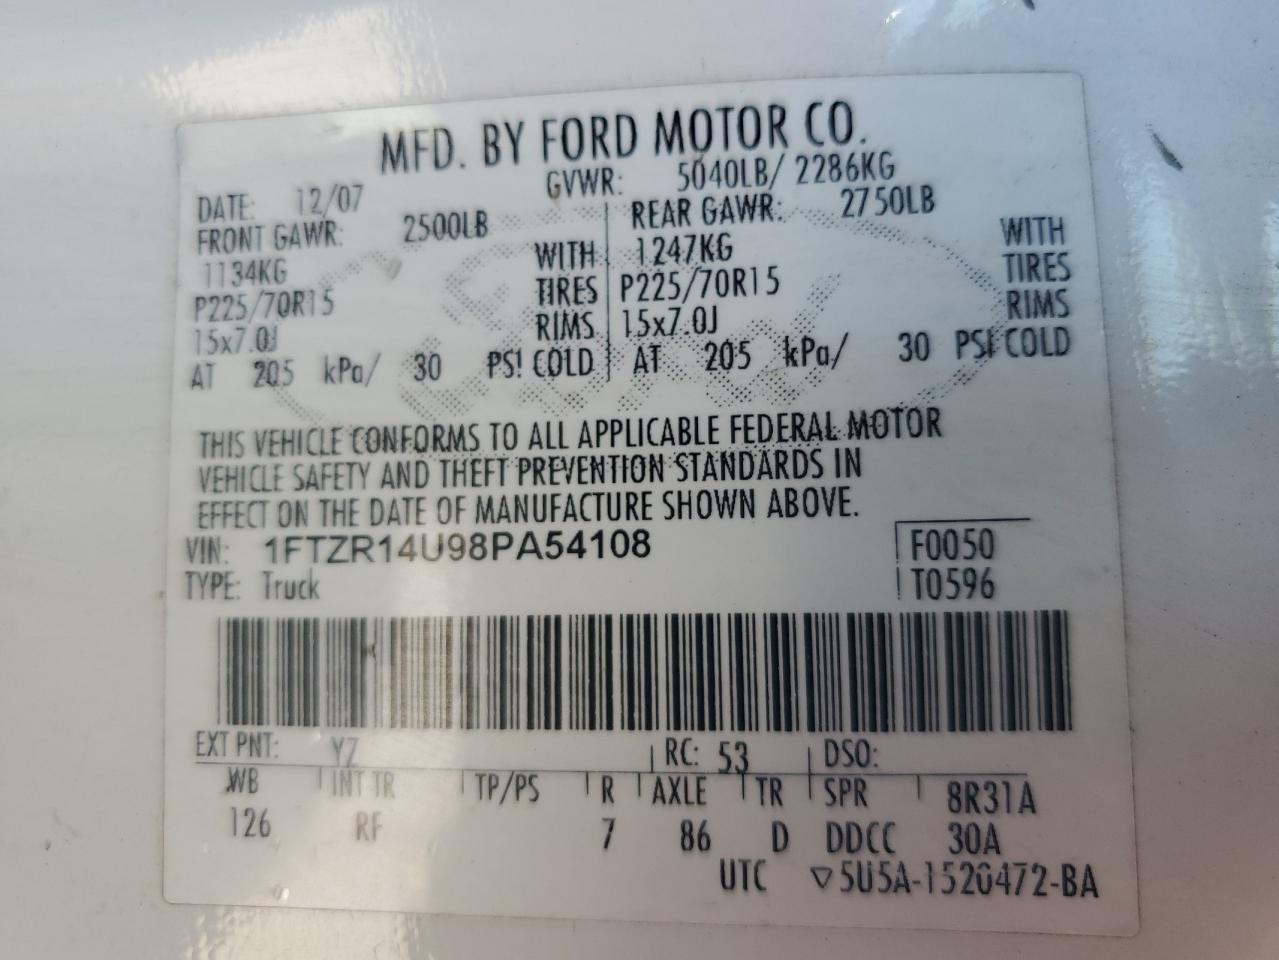 MFD. BY FORD MOTOR CO.
DATE: 12/07 GVWR: 5040LB/ 2286KG
FRONT GAWR: 2500LB REAR GAWR: 2750LB
1134KG WITH 1247KG WITH
P225/70R15 TIRES P225/70R15 TIRES
15x7.0J RIMS 15x7.0J RIMS
AT 205 kPa/ 30 PSI COLD AT 205 kPa/ 30 PSI COLD
THIS VEHICLE CONFORMS TO ALL APPLICABLE FEDERAL MOTOR
VEHICLE SAFETY AND THEFT PREVENTION STANDARDS IN
EFFECT ON THE DATE OF MANUFACTURE SHOWN ABOVE.
VIN: 1FTZR14U98PA54108 F0050
TYPE: Truck T0596
EXT PNT: YZ RC: 53 DSO:
WB INT TR TP/PS R AXLE TR SPR 8R31A
126 RF 7 86 D DDCC 30A
UTC ▽5U5A-1520472-BA